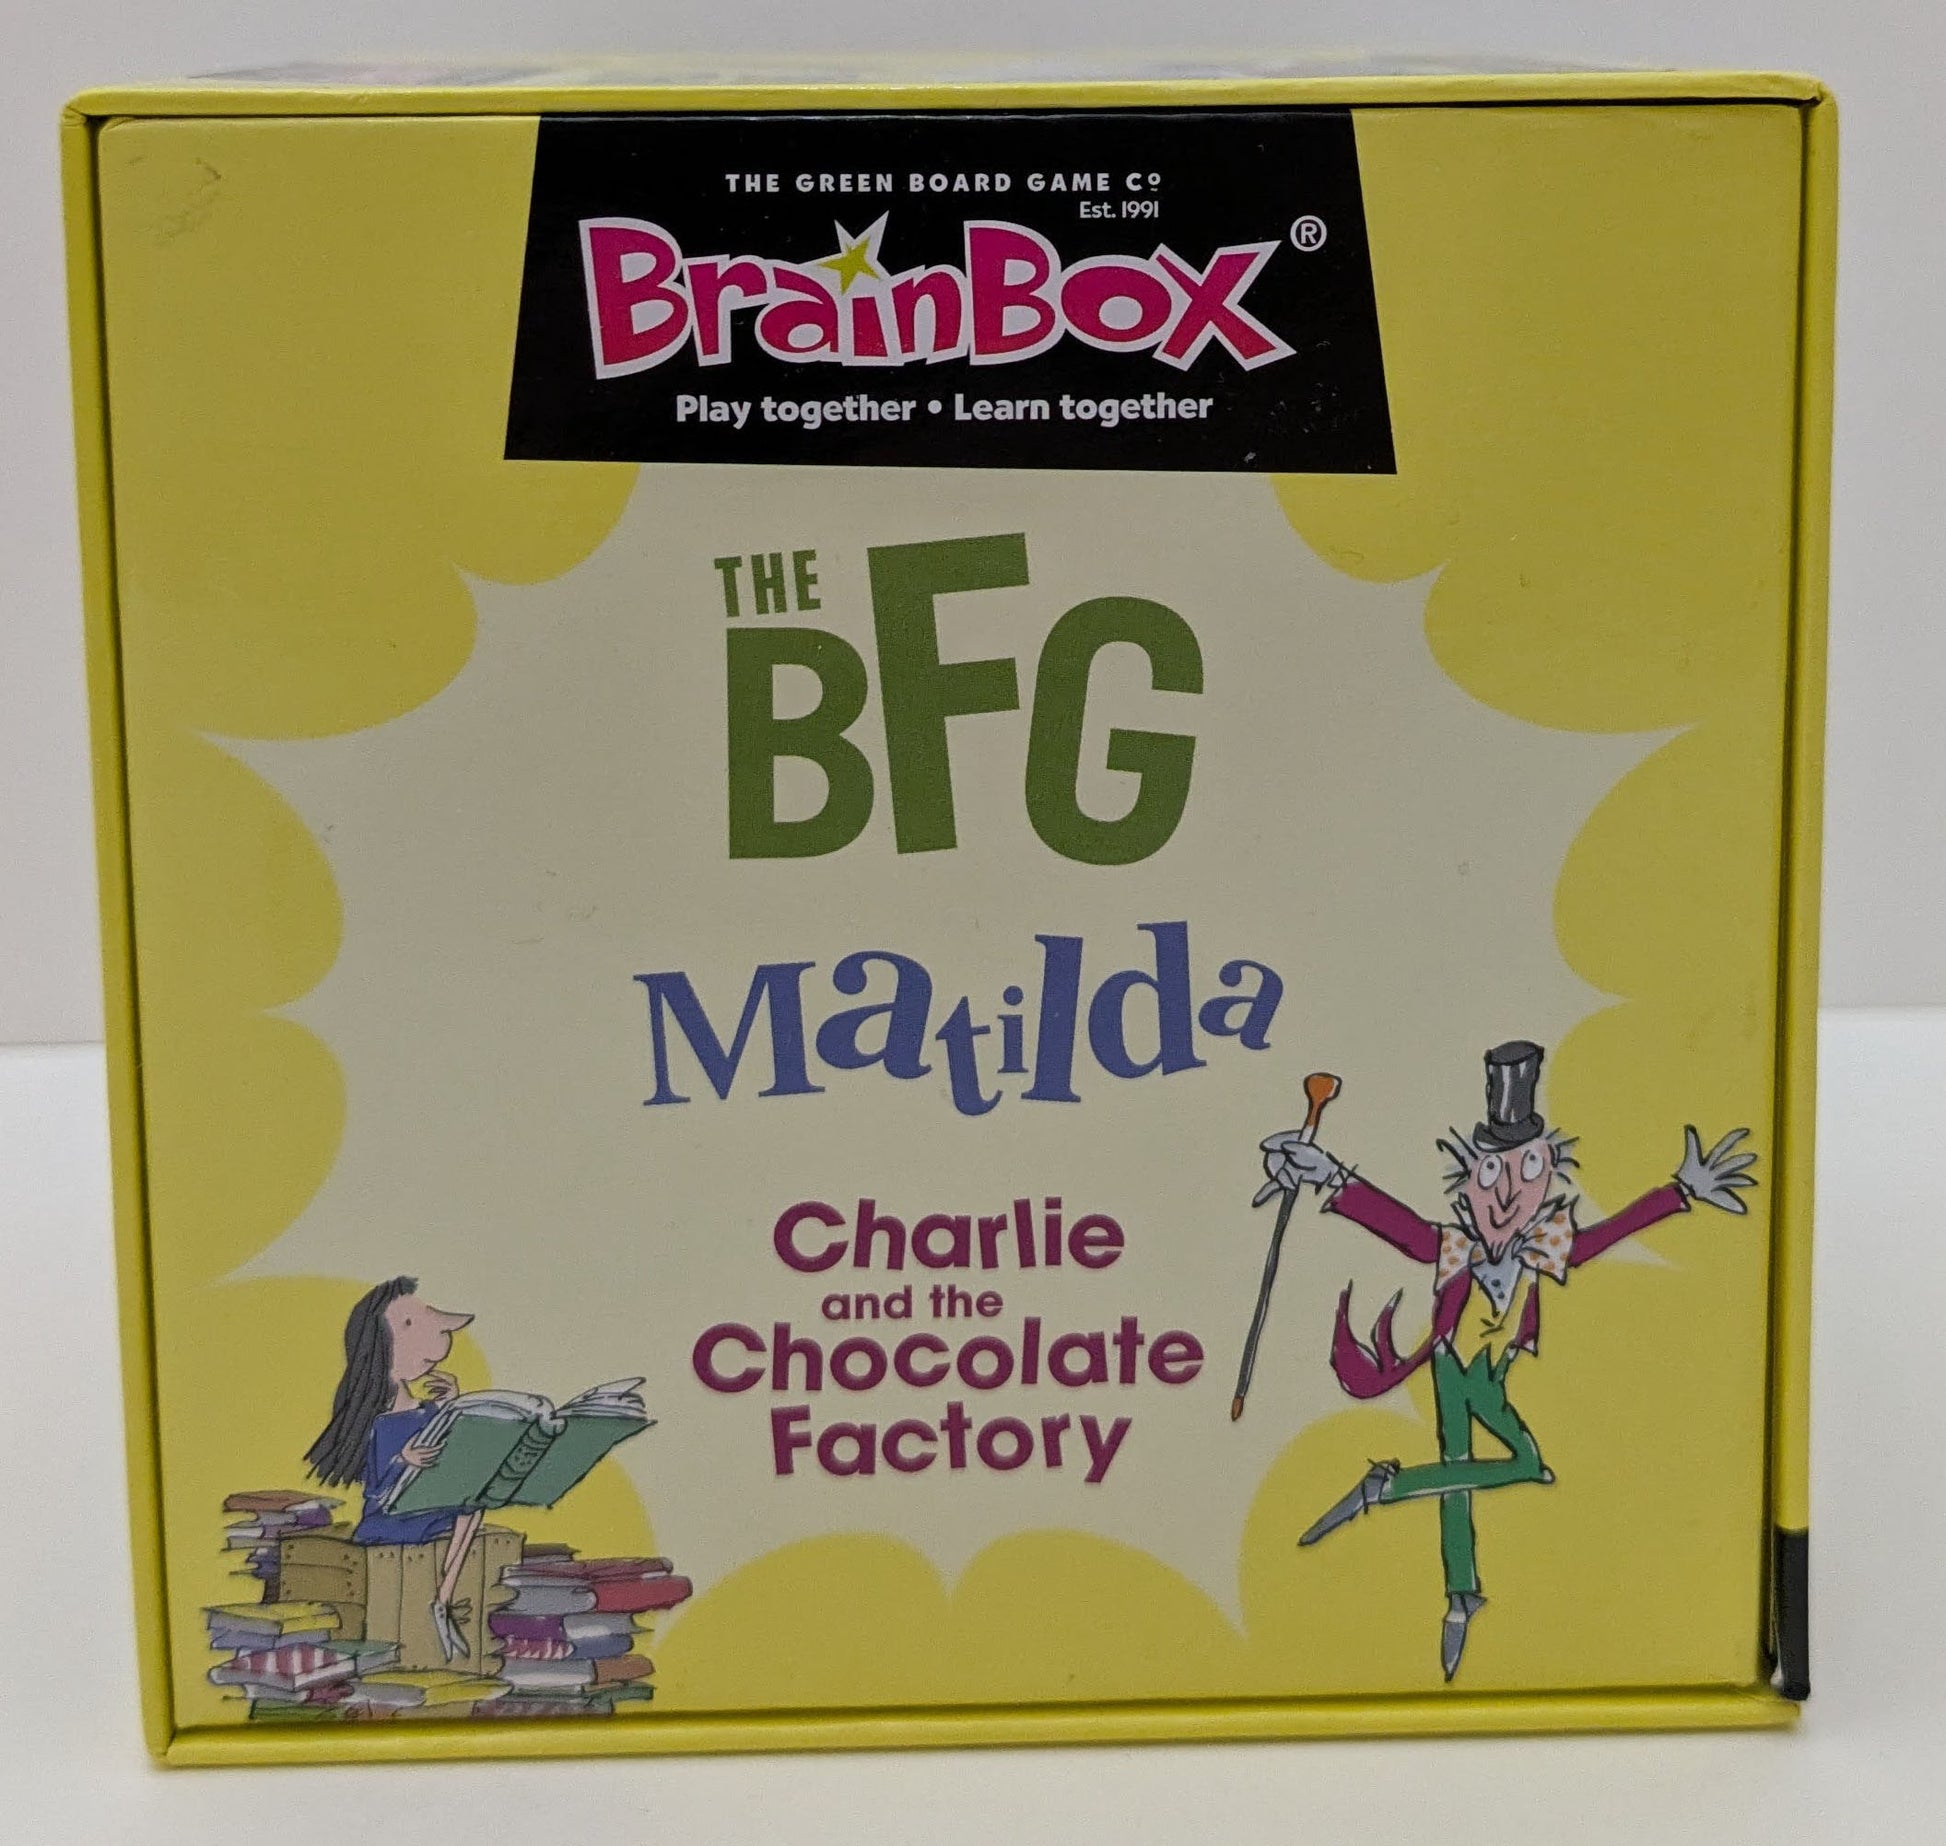 THE GREEN BOARD GAME Cº
Est. 1991
BrainBox®
Play together • Learn together
THE
BFG
Matilda
Charlie
and the
Chocolate
Factory